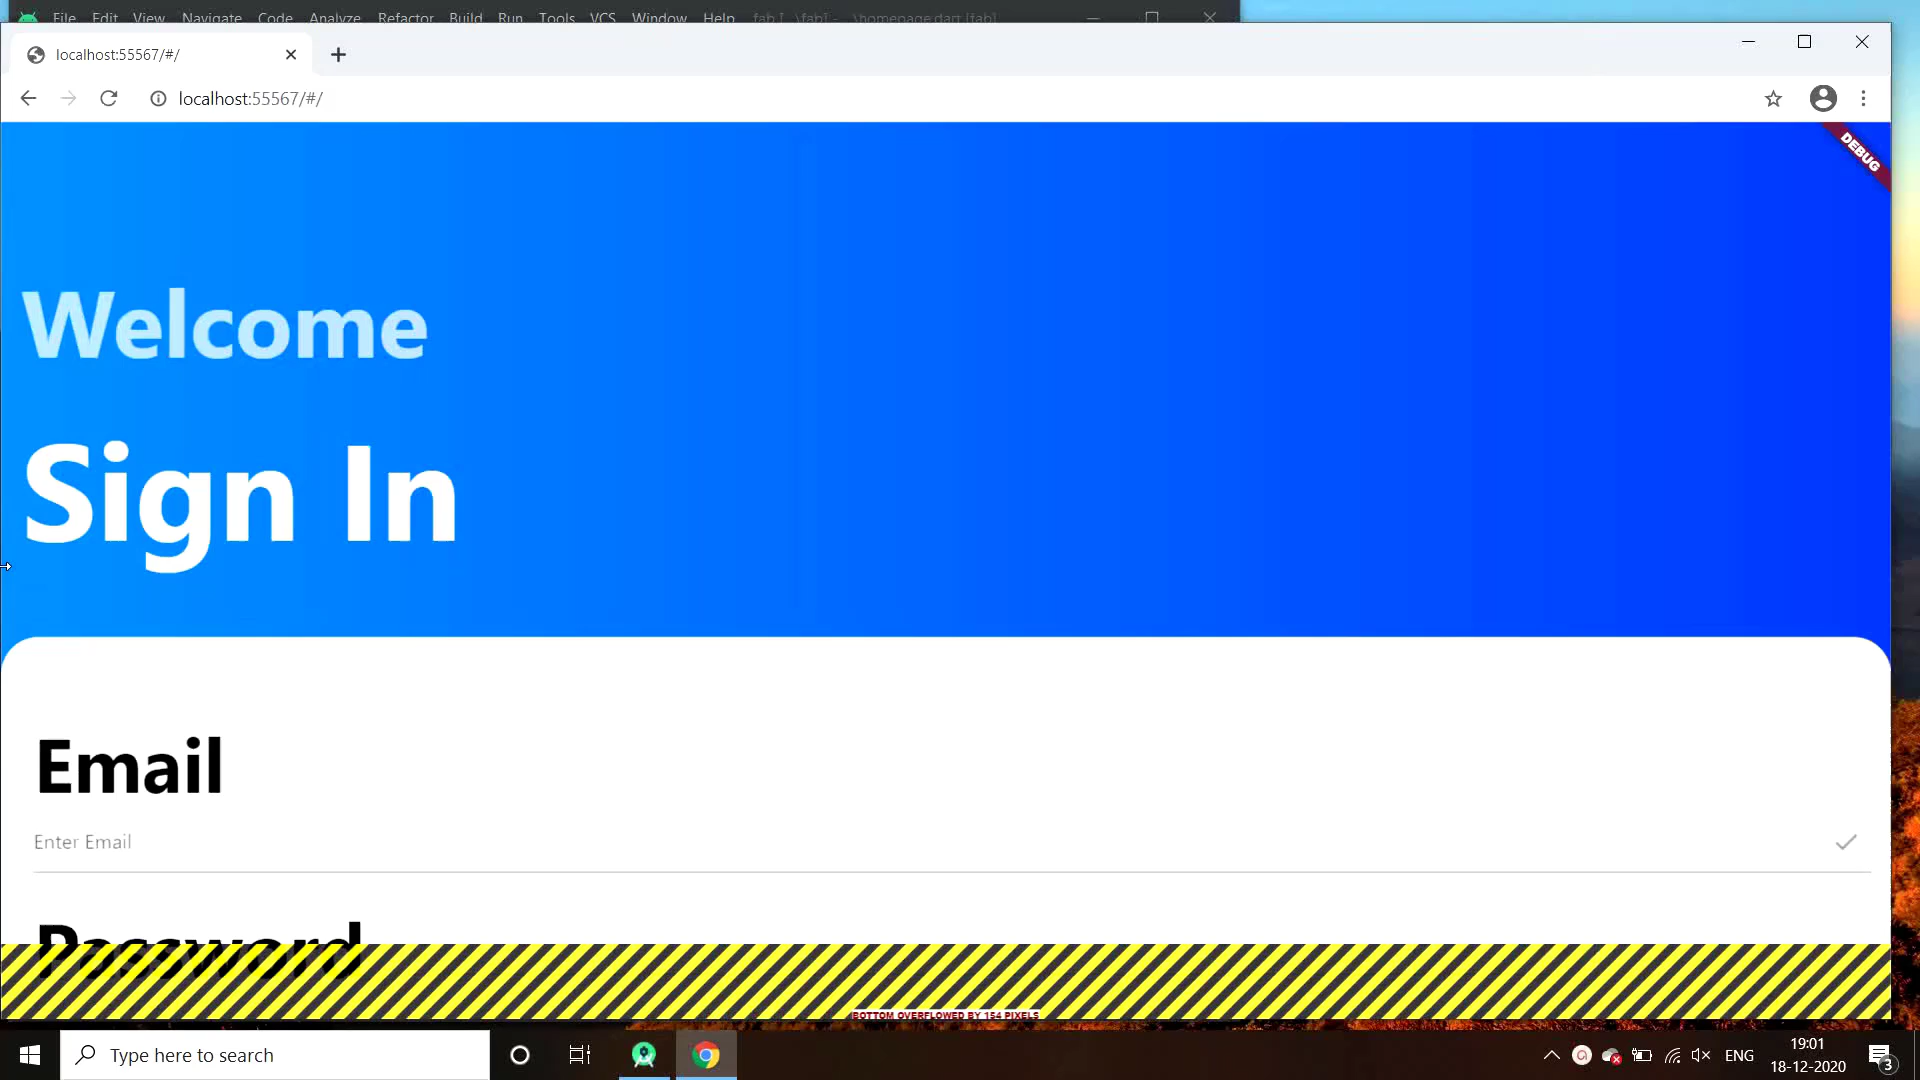 File Edit View Navigate Code Analyze Refactor Build Run Tools VCS Window Help
localhost:55567/#/
localhost:55567/#/
DEBUG
Welcome
Sign In
Email
Enter Email
Password
BOTTOM OVERFLOWED BY 154 PIXELS
Type here to search
ENG
19:01
18-12-2020
3